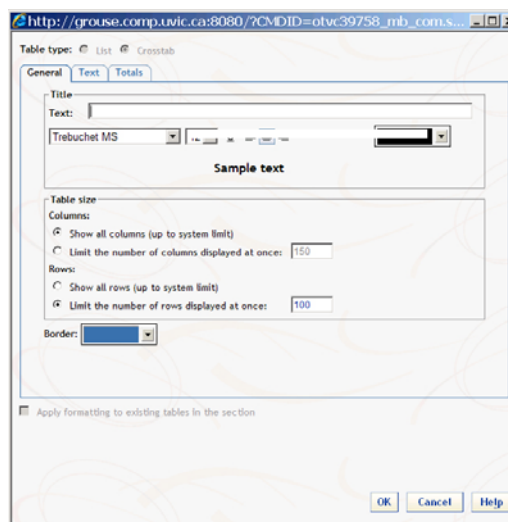 http://grouse.comp.uvic.ca:8080/?CMDID=otvc39758_mb_com.s...
Table type: List Crosstab
General Text Totals
Title
Text:
Trebuchet MS
Sample text
Table size
Columns:
Show all columns (up to system limit)
Limit the number of columns displayed at once: 150
Rows:
Show all rows (up to system limit)
Limit the number of rows displayed at once: 100
Border:
Apply formatting to existing tables in the section
OK Cancel Help